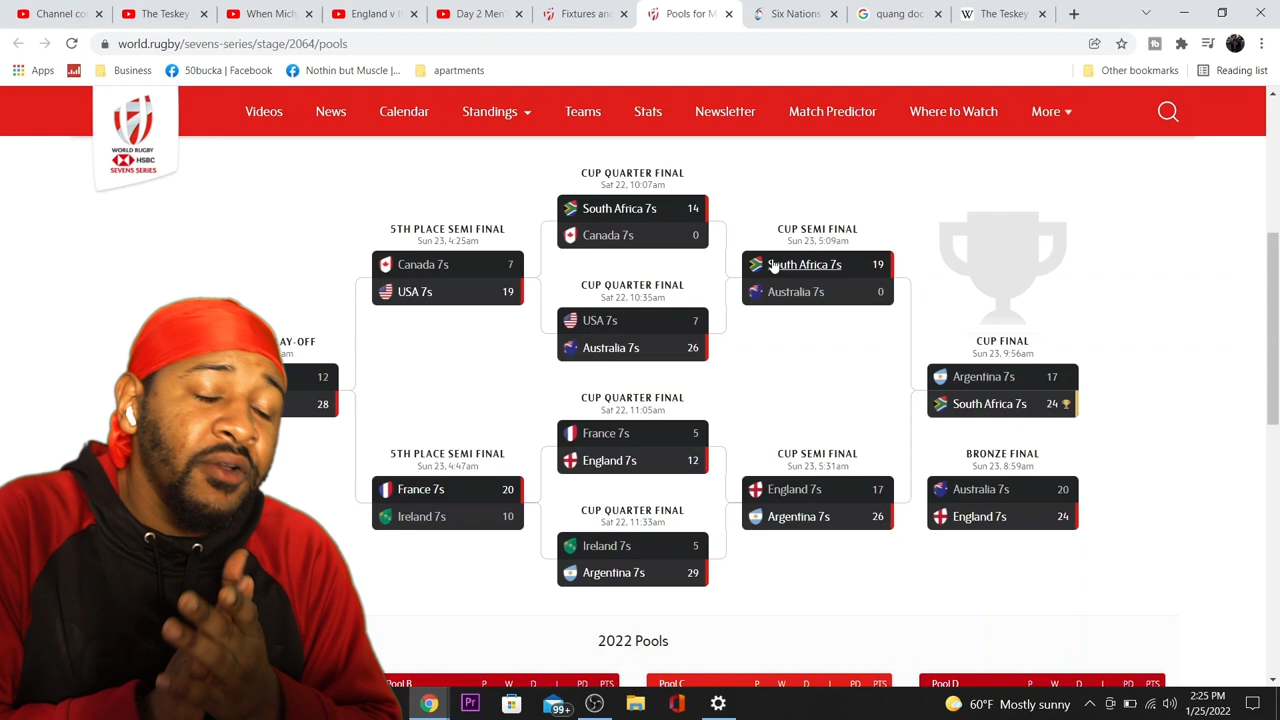 Channel co
The Teskey
When Mich
England v I
Day 2 Men'
Fixtures and
Pools for M
Six Nations
quang doc
The Teskey
world.rugby/sevens-series/stage/2064/pools
Apps
Business
50bucka | Facebook
Nothin but Muscle |...
apartments
Other bookmarks
Reading list
WORLD RUGBY
HSBC
SEVENS SERIES
Videos
News
Calendar
Standings
Teams
Stats
Newsletter
Match Predictor
Where to Watch
More
CUP QUARTER FINAL
Sat 22, 10:07am
South Africa 7s 14
Canada 7s 0
5TH PLACE SEMI FINAL
Sun 23, 4:25am
Canada 7s 7
USA 7s 19
CUP SEMI FINAL
Sun 23, 5:09am
South Africa 7s 19
Australia 7s 0
CUP QUARTER FINAL
Sat 22, 10:35am
USA 7s 7
Australia 7s 26
AY-OFF
am
12
28
CUP FINAL
Sun 23, 9:56am
Argentina 7s 17
South Africa 7s 24
CUP QUARTER FINAL
Sat 22, 11:05am
France 7s 5
England 7s 12
5TH PLACE SEMI FINAL
Sun 23, 4:47am
France 7s 20
Ireland 7s 10
CUP SEMI FINAL
Sun 23, 5:31am
England 7s 17
Argentina 7s 26
BRONZE FINAL
Sun 23, 8:59am
Australia 7s 20
England 7s 24
CUP QUARTER FINAL
Sat 22, 11:33am
Ireland 7s 5
Argentina 7s 29
2022 Pools
Pool B P W D L PD PTS
Pool C P W D L PD PTS
Pool D P W D L PD PTS
Pr
99+
60°F Mostly sunny
2:25 PM
1/25/2022